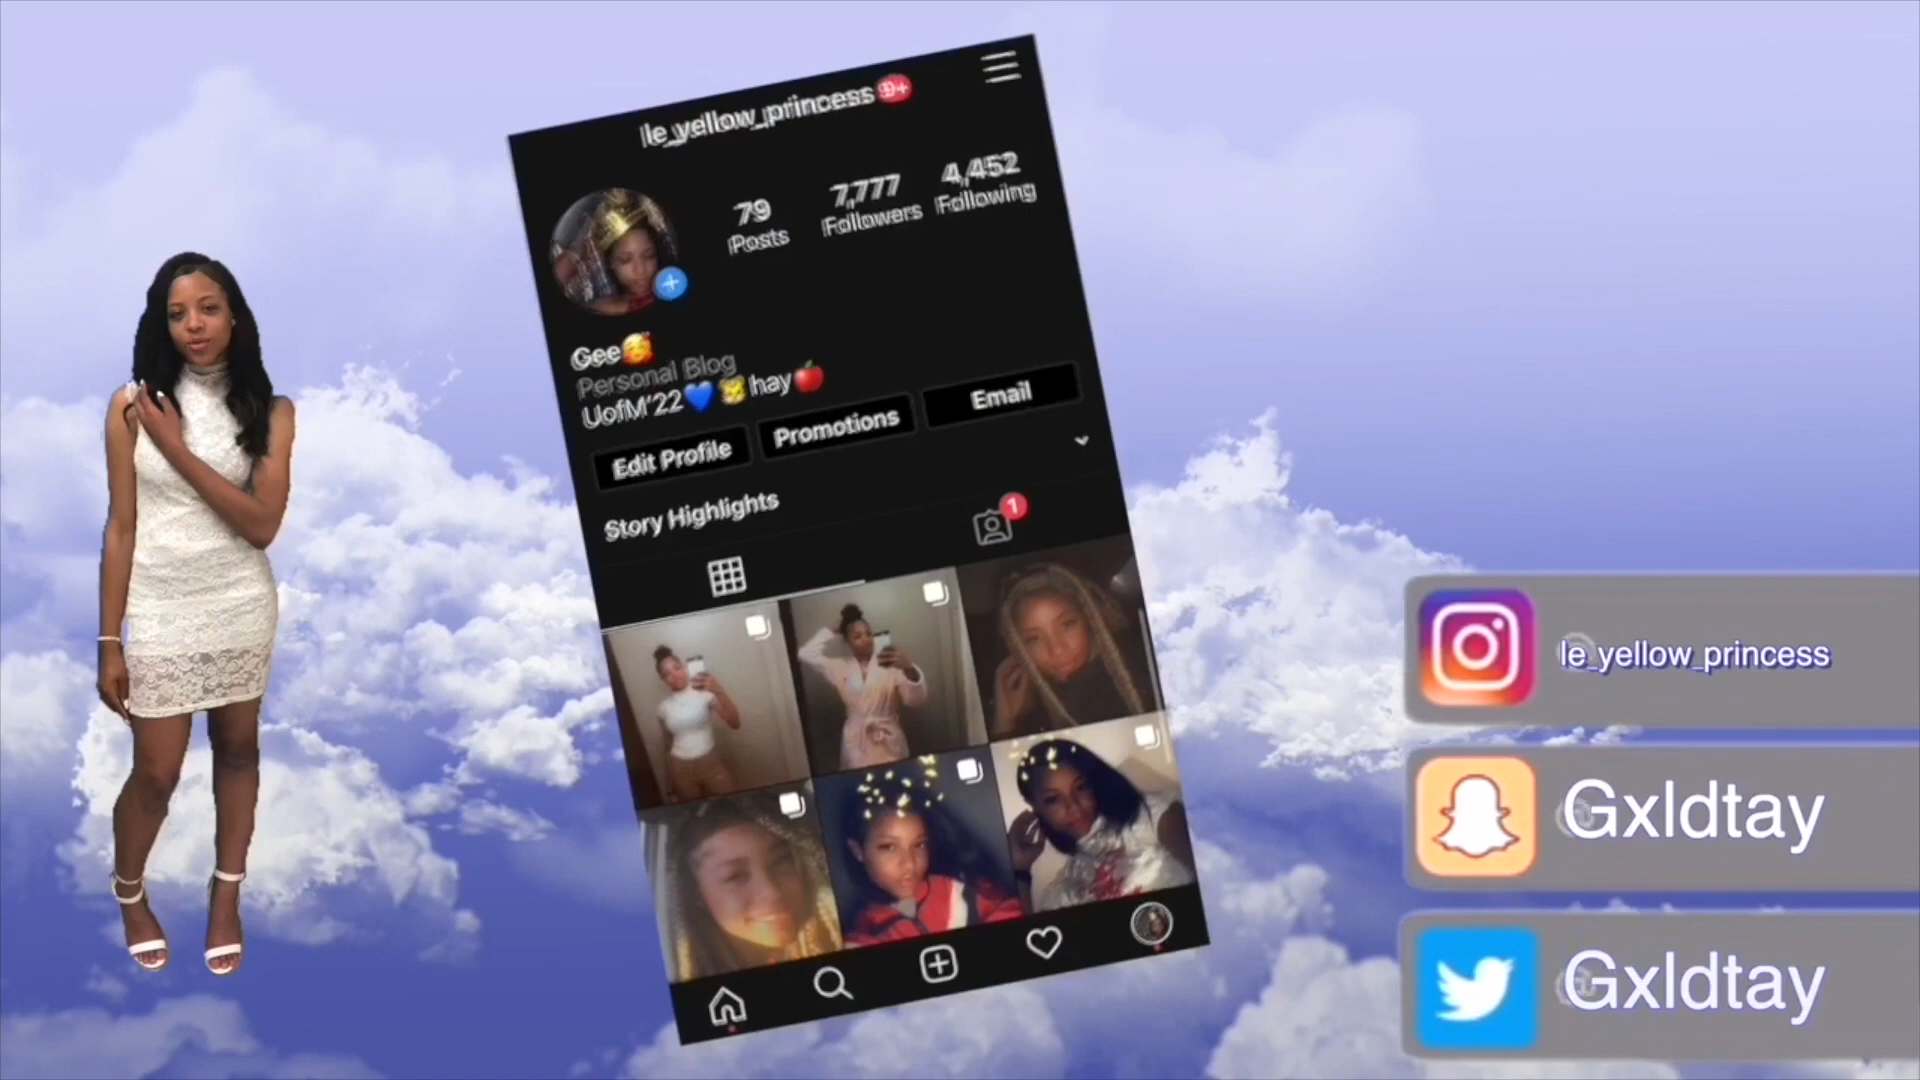 le_yellow_princess 9+
79 7,777 4,452
Posts Followers Following
Gee🥰
Personal Blog
UofM'22💙🐯hay🍎
Edit Profile Promotions Email
Story Highlights
1
le_yellow_princess
Gxldtay
Gxldtay